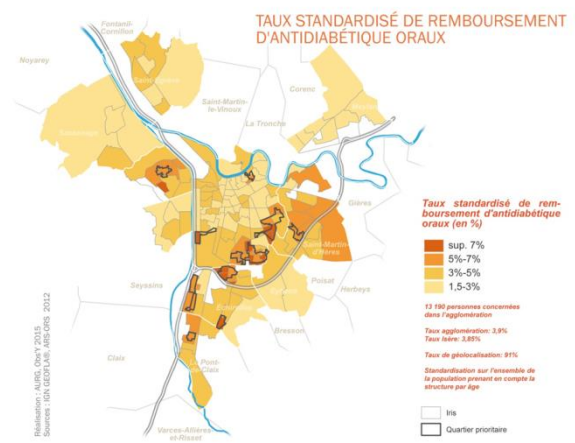 TAUX STANDARDISÉ DE REMBOURSEMENT
D'ANTIDIABÉTIQUE ORAUX
Fontanil-
Cornillon
Noyarey
Saint-Martin-
le-Vinoux
Corenc
La Tronche
Gières
Saint-Martin-
d'Hères
Poisat
Herbeys
Seyssins
Bresson
Claix
Le Pont-
de-Claix
Varces-Allières-
et-Risset
Taux standardisé de rem-
boursement d'antidiabétique
oraux (en %)
sup. 7%
5%-7%
3%-5%
1,5-3%
13 190 personnes concernées
dans l'agglomération
Taux agglomération: 3,9%
Taux Isère: 3,85%
Taux de géolocalisation: 91%
Standardisation sur l'ensemble de
la population prenant en compte la
structure par âge
Iris
Quartier prioritaire
Réalisation : AURG, Obs'Y 2015
Sources : IGN GEOFLA®, ARS-ORS 2012